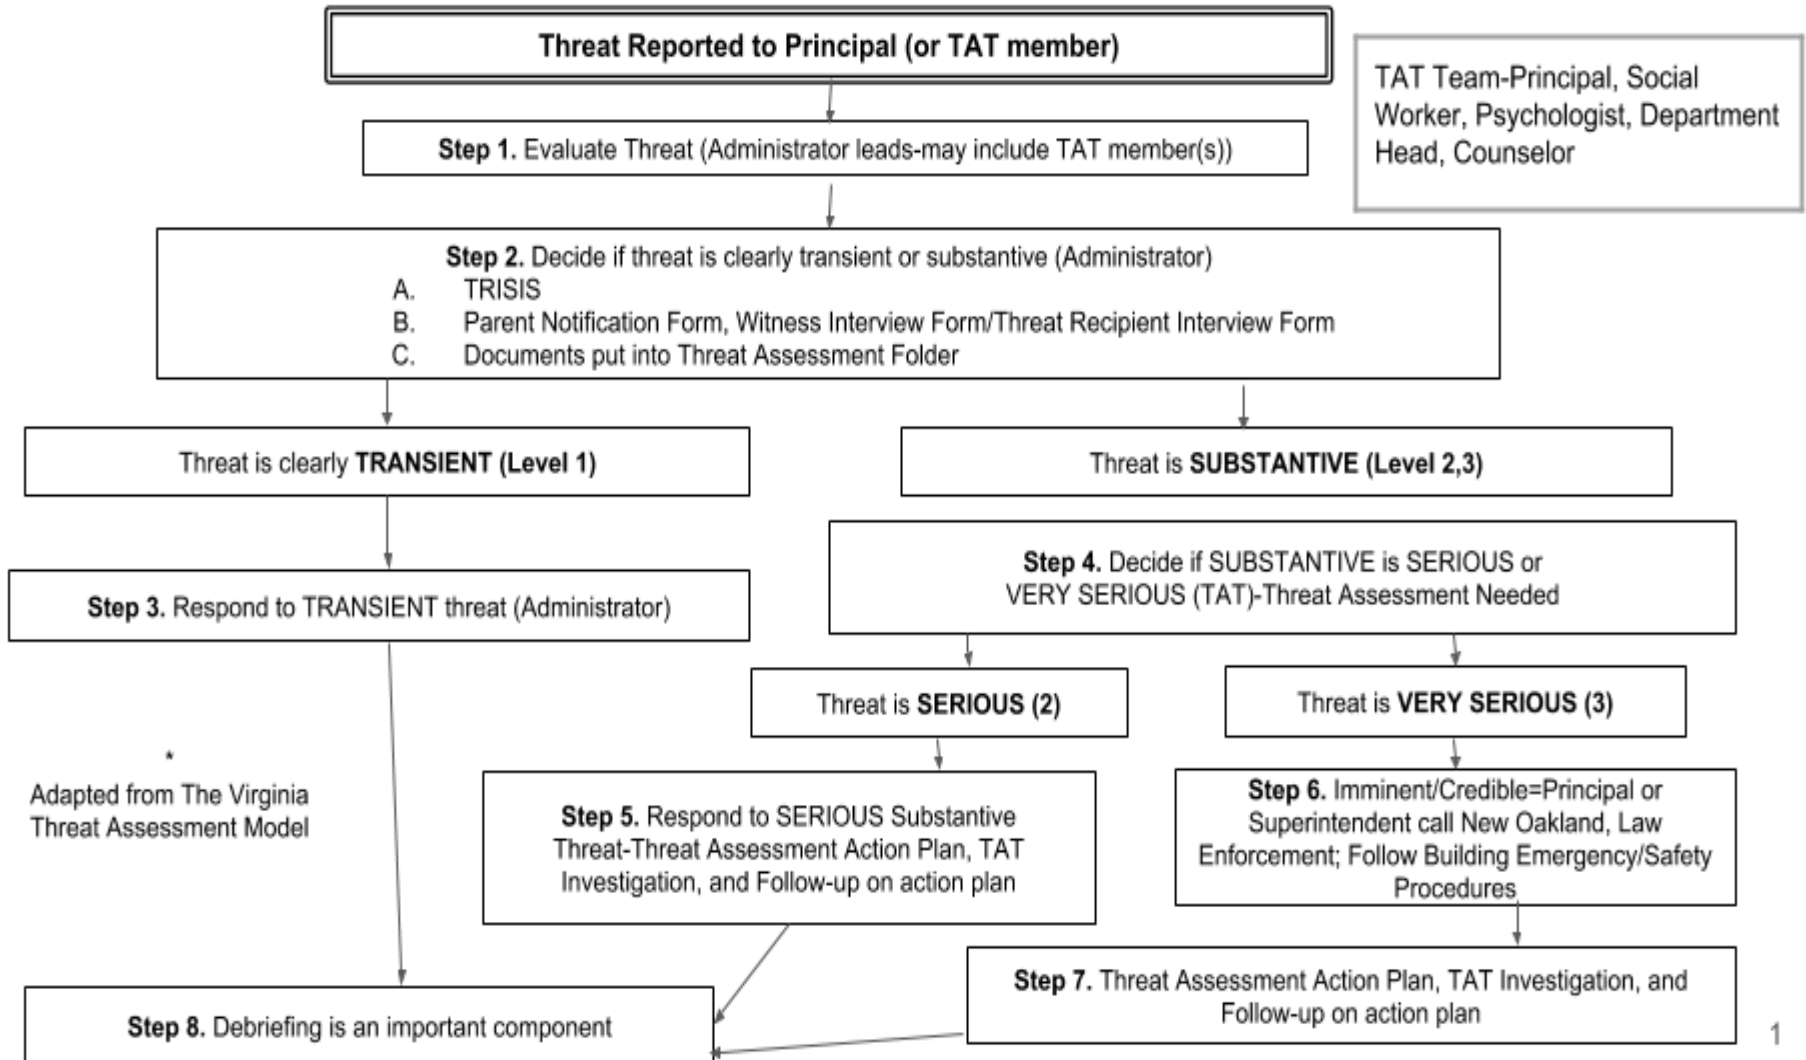 Threat Reported to Principal (or TAT member)
TAT Team-Principal, Social
Worker, Psychologist, Department
Head, Counselor
Step 1. Evaluate Threat (Administrator leads-may include TAT member(s))
Step 2. Decide if threat is clearly transient or substantive (Administrator)
A. TRISIS
B. Parent Notification Form, Witness Interview Form/Threat Recipient Interview Form
C. Documents put into Threat Assessment Folder
Threat is clearly TRANSIENT (Level 1)
Threat is SUBSTANTIVE (Level 2,3)
Step 3. Respond to TRANSIENT threat (Administrator)
Step 4. Decide if SUBSTANTIVE is SERIOUS or
VERY SERIOUS (TAT)-Threat Assessment Needed
Threat is SERIOUS (2)
Threat is VERY SERIOUS (3)
*
Adapted from The Virginia
Threat Assessment Model
Step 5. Respond to SERIOUS Substantive
Threat-Threat Assessment Action Plan, TAT
Investigation, and Follow-up on action plan
Step 6. Imminent/Credible=Principal or
Superintendent call New Oakland, Law
Enforcement; Follow Building Emergency/Safety
Procedures
Step 7. Threat Assessment Action Plan, TAT Investigation, and
Follow-up on action plan
Step 8. Debriefing is an important component
1